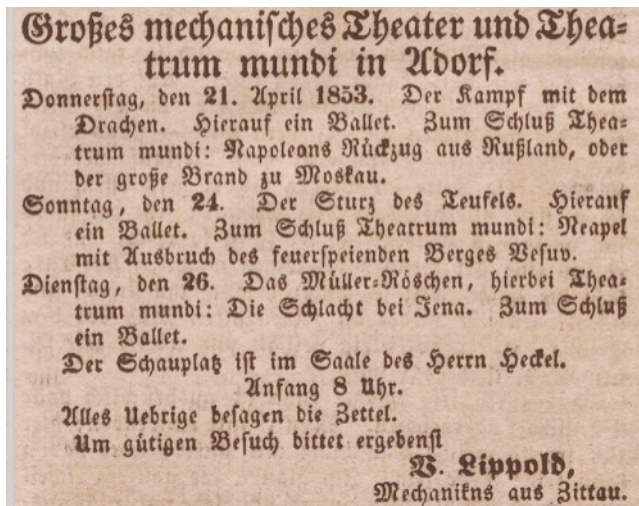 Großes mechanisches Theater und Thea-
trum mundi in Adorf.
Donnerstag, den 21. April 1853. Der Kampf mit dem
Drachen. Hierauf ein Ballet. Zum Schluß Thea-
trum mundi: Napoleons Rückzug aus Rußland, oder
der große Brand zu Moskau.
Sonntag, den 24. Der Sturz des Teufels. Hierauf
ein Ballet. Zum Schluß Theatrum mundi: Neapel
mit Ausbruch des feuerspeienden Berges Vesuv.
Dienstag, den 26. Das Müller-Röschen, hierbei Thea-
trum mundi: Die Schlacht bei Jena. Zum Schluß
ein Ballet.
Der Schauplatz ist im Saale des Herrn Heckel.
Anfang 8 Uhr.
Alles Uebrige besagen die Zettel.
Um gütigen Besuch bittet ergebenst
V. Lippold,
Mechanikns aus Zittau.